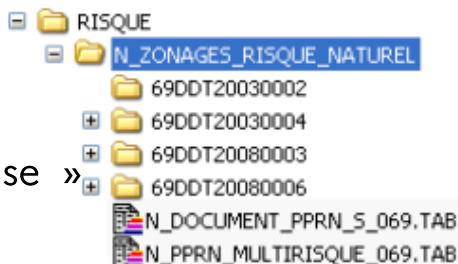 RISQUE
N_ZONAGES_RISQUE_NATUREL
69DDT20030002
69DDT20030004
69DDT20080003
se »
69DDT20080006
N_DOCUMENT_PPRN_S_069.TAB
N_PPRN_MULTIRISQUE_069.TAB